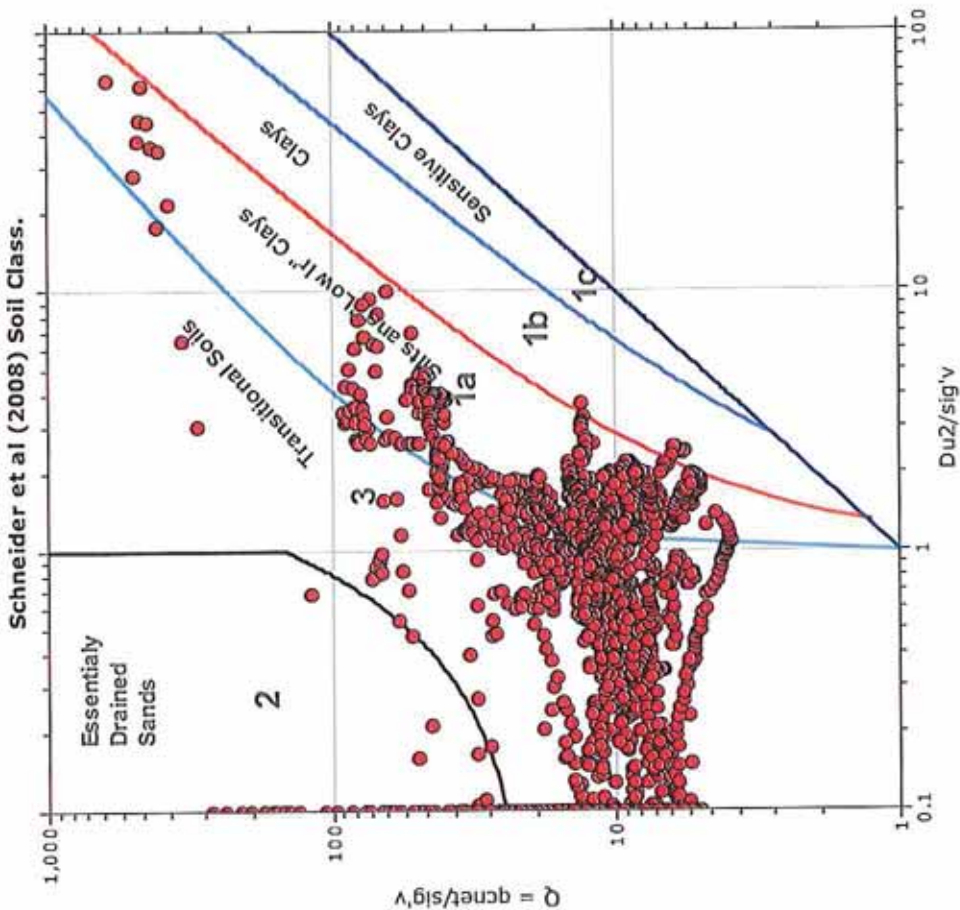 Schneider et al (2008) Soil Class.
Essentialy
Drained
Sands
2
Transitional Soils
3
Silts and "Low Ir" Clays
1a
Clays
1b
Sensitive Clays
1c
1,000
100
10
1
Q = qcnet/sig'v
0.1
1
10
100
Du2/sig'v